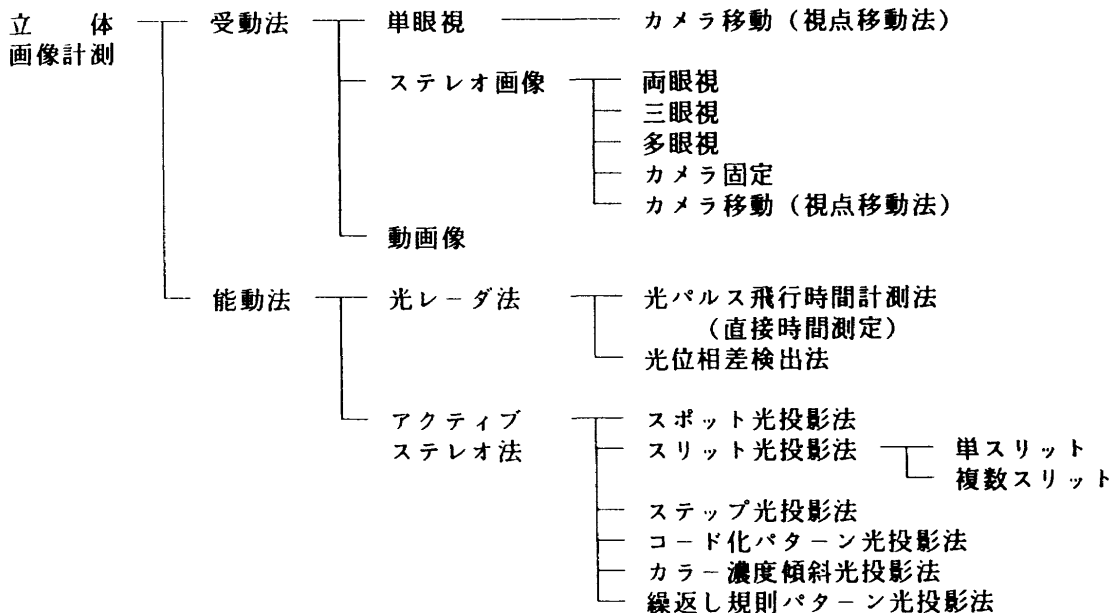 立体 受動法 単眼視 カメラ移動（視点移動法）
画像計測
ステレオ画像 両眼視
三眼視
多眼視
カメラ固定
カメラ移動（視点移動法）
動画像
能動法 光レーダ法 光パルス飛行時間計測法
（直接時間測定）
光位相差検出法
アクティブ スポット光投影法
ステレオ法 スリット光投影法 単スリット
複数スリット
ステップ光投影法
コード化パターン光投影法
カラー濃度傾斜光投影法
繰返し規則パターン光投影法